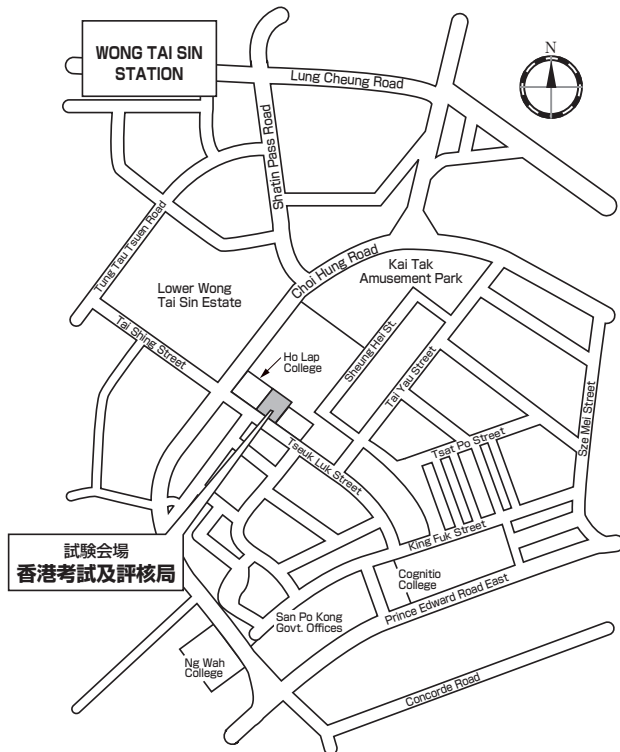 WONG TAI SIN
STATION
N
Lung Cheung Road
Shatin Pass Road
Tung Tau Tsuen Road
Choi Hung Road
Kai Tak
Amusement Park
Lower Wong
Tai Sin Estate
Tai Shing Street
Ho Lap
College
Sheung Hei St.
Tai Yau Street
Sze Mei Street
Tseuk Luk Street
Tsat Po Street
試験会場
香港考試及評核局
King Fuk Street
Cognitio
College
Prince Edward Road East
San Po Kong
Govt. Offices
Ng Wah
College
Concorde Road